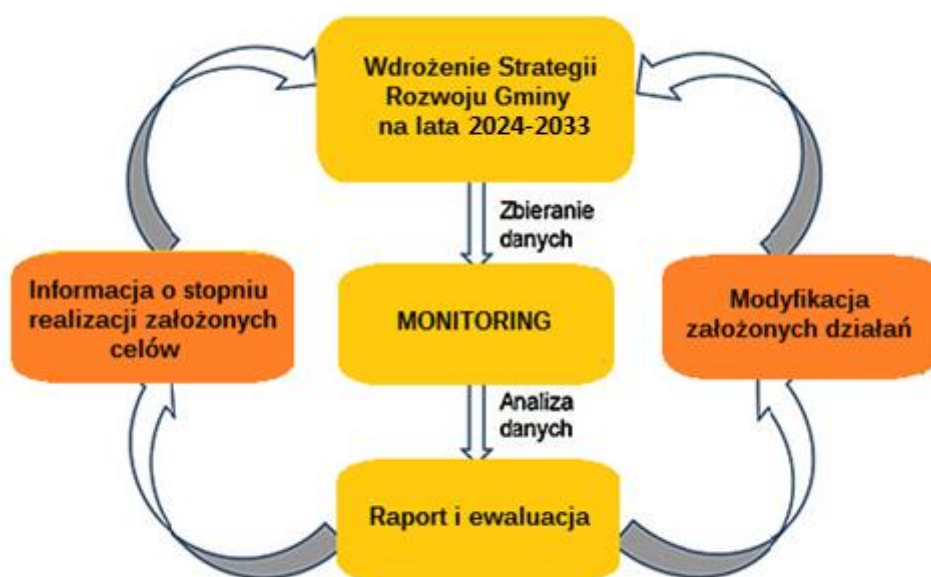 Wdrożenie Strategii
Rozwoju Gminy
na lata 2024-2033
Zbieranie
danych
Informacja o stopniu
realizacji założonych
celów
MONITORING
Modyfikacja
założonych działań
Analiza
danych
Raport i ewaluacja